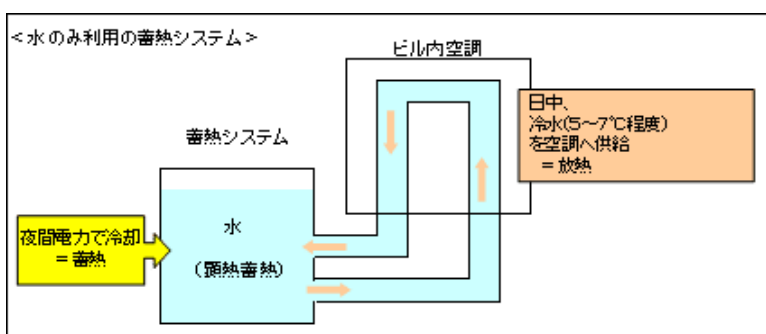 ＜水のみ利用の蓄熱システム＞
ビル内空調
日中、
冷水(5～7℃程度)
を空調へ供給
＝放熱
蓄熱システム
夜間電力で冷却
＝蓄熱
水
（顕熱蓄熱）